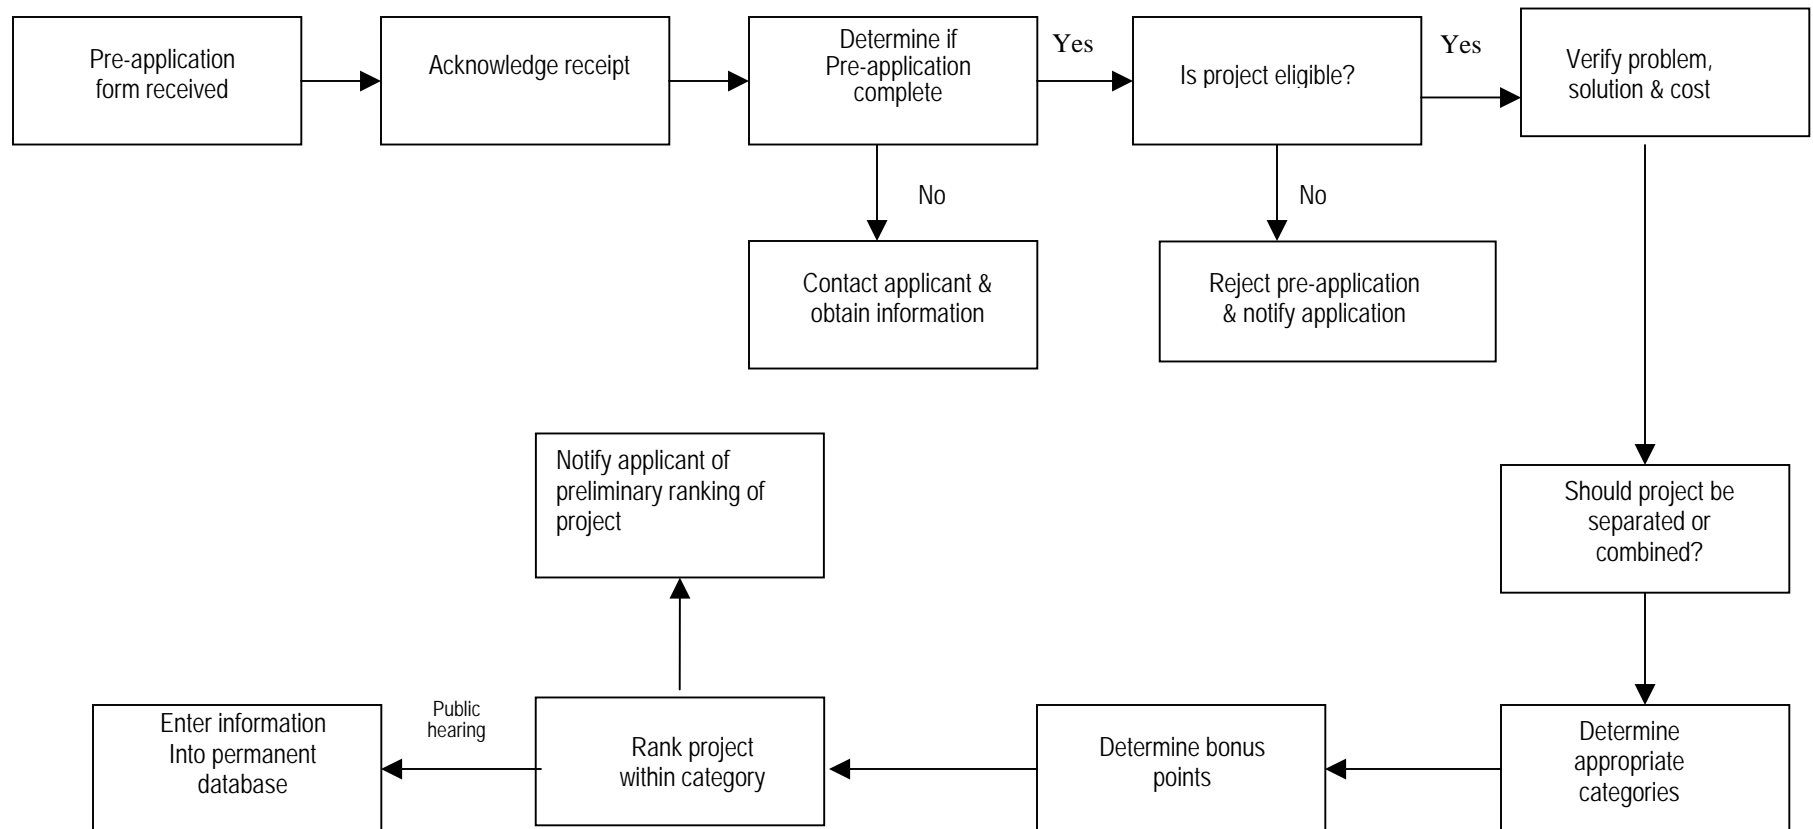 Pre-application
form received
Acknowledge receipt
Determine if
Pre-application
complete
Yes
Is project eligible?
Yes
Verify problem,
solution & cost
No
No
Contact applicant &
obtain information
Reject pre-application
& notify application
Notify applicant of
preliminary ranking of
project
Should project be
separated or
combined?
Enter information
Into permanent
database
Public
hearing
Rank project
within category
Determine bonus
points
Determine
appropriate
categories